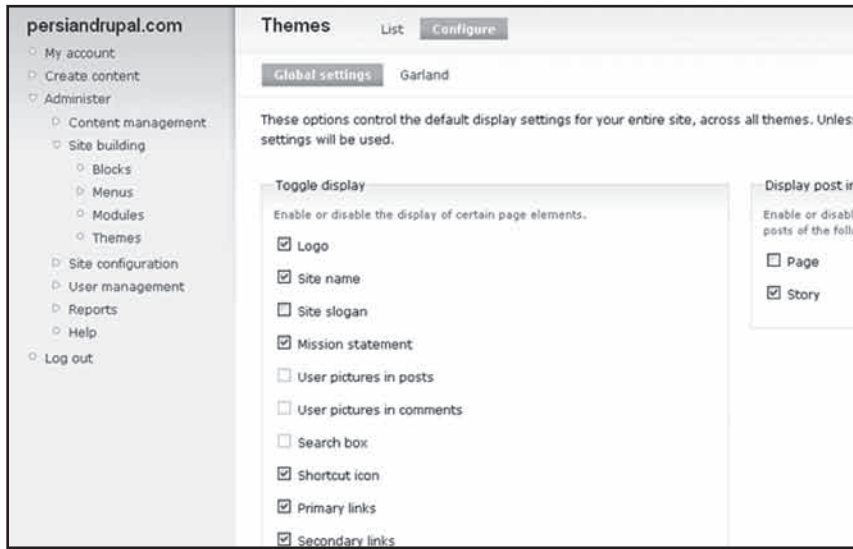 persiandrupal.com
My account
Create content
Administer
Content management
Site building
Blocks
Menus
Modules
Themes
Site configuration
User management
Reports
Help
Log out
Themes
List
Configure
Global settings
Garland
These options control the default display settings for your entire site, across all themes. Unles
settings will be used.
Toggle display
Enable or disable the display of certain page elements.
Logo
Site name
Site slogan
Mission statement
User pictures in posts
User pictures in comments
Search box
Shortcut icon
Primary links
Secondary links
Display post in
Enable or disabl
posts of the foll
Page
Story